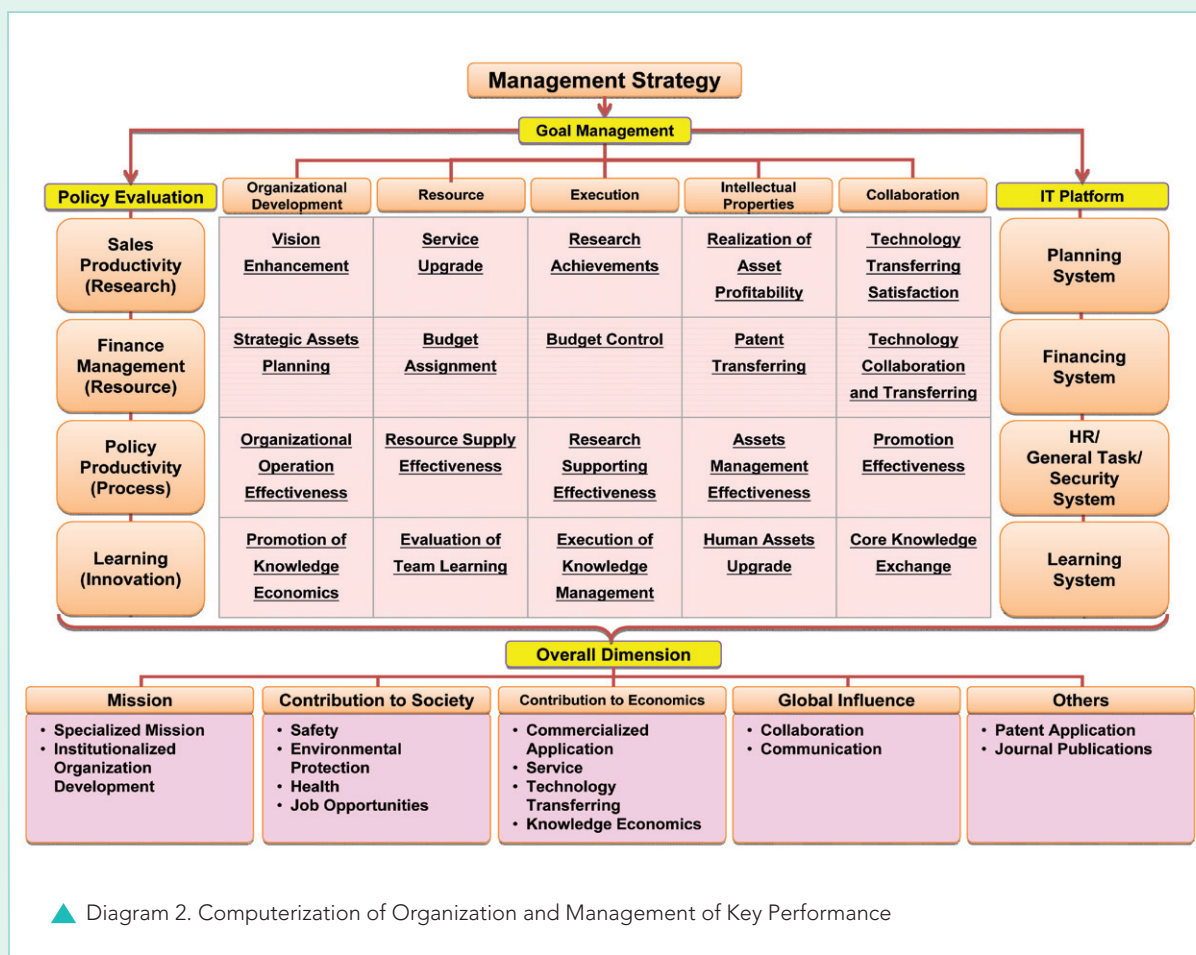 Management Strategy
Goal Management
Policy Evaluation
Organizational
Development
Resource
Execution
Intellectual
Properties
Collaboration
IT Platform
Sales
Productivity
(Research)
Vision
Enhancement
Service
Upgrade
Research
Achievements
Realization of
Asset
Profitability
Technology
Transferring
Satisfaction
Planning
System
Finance
Management
(Resource)
Strategic Assets
Planning
Budget
Assignment
Budget Control
Patent
Transferring
Technology
Collaboration
and Transferring
Financing
System
Policy
Productivity
(Process)
Organizational
Operation
Effectiveness
Resource Supply
Effectiveness
Research
Supporting
Effectiveness
Assets
Management
Effectiveness
Promotion
Effectiveness
HR/
General Task/
Security
System
Learning
(Innovation)
Promotion of
Knowledge
Economics
Evaluation of
Team Learning
Execution of
Knowledge
Management
Human Assets
Upgrade
Core Knowledge
Exchange
Learning
System
Overall Dimension
Mission
• Specialized Mission
• Institutionalized
Organization
Development
Contribution to Society
• Safety
• Environmental
Protection
• Health
• Job Opportunities
Contribution to Economics
• Commercialized
Application
• Service
• Technology
Transferring
• Knowledge Economics
Global Influence
• Collaboration
• Communication
Others
• Patent Application
• Journal Publications
▲ Diagram 2. Computerization of Organization and Management of Key Performance